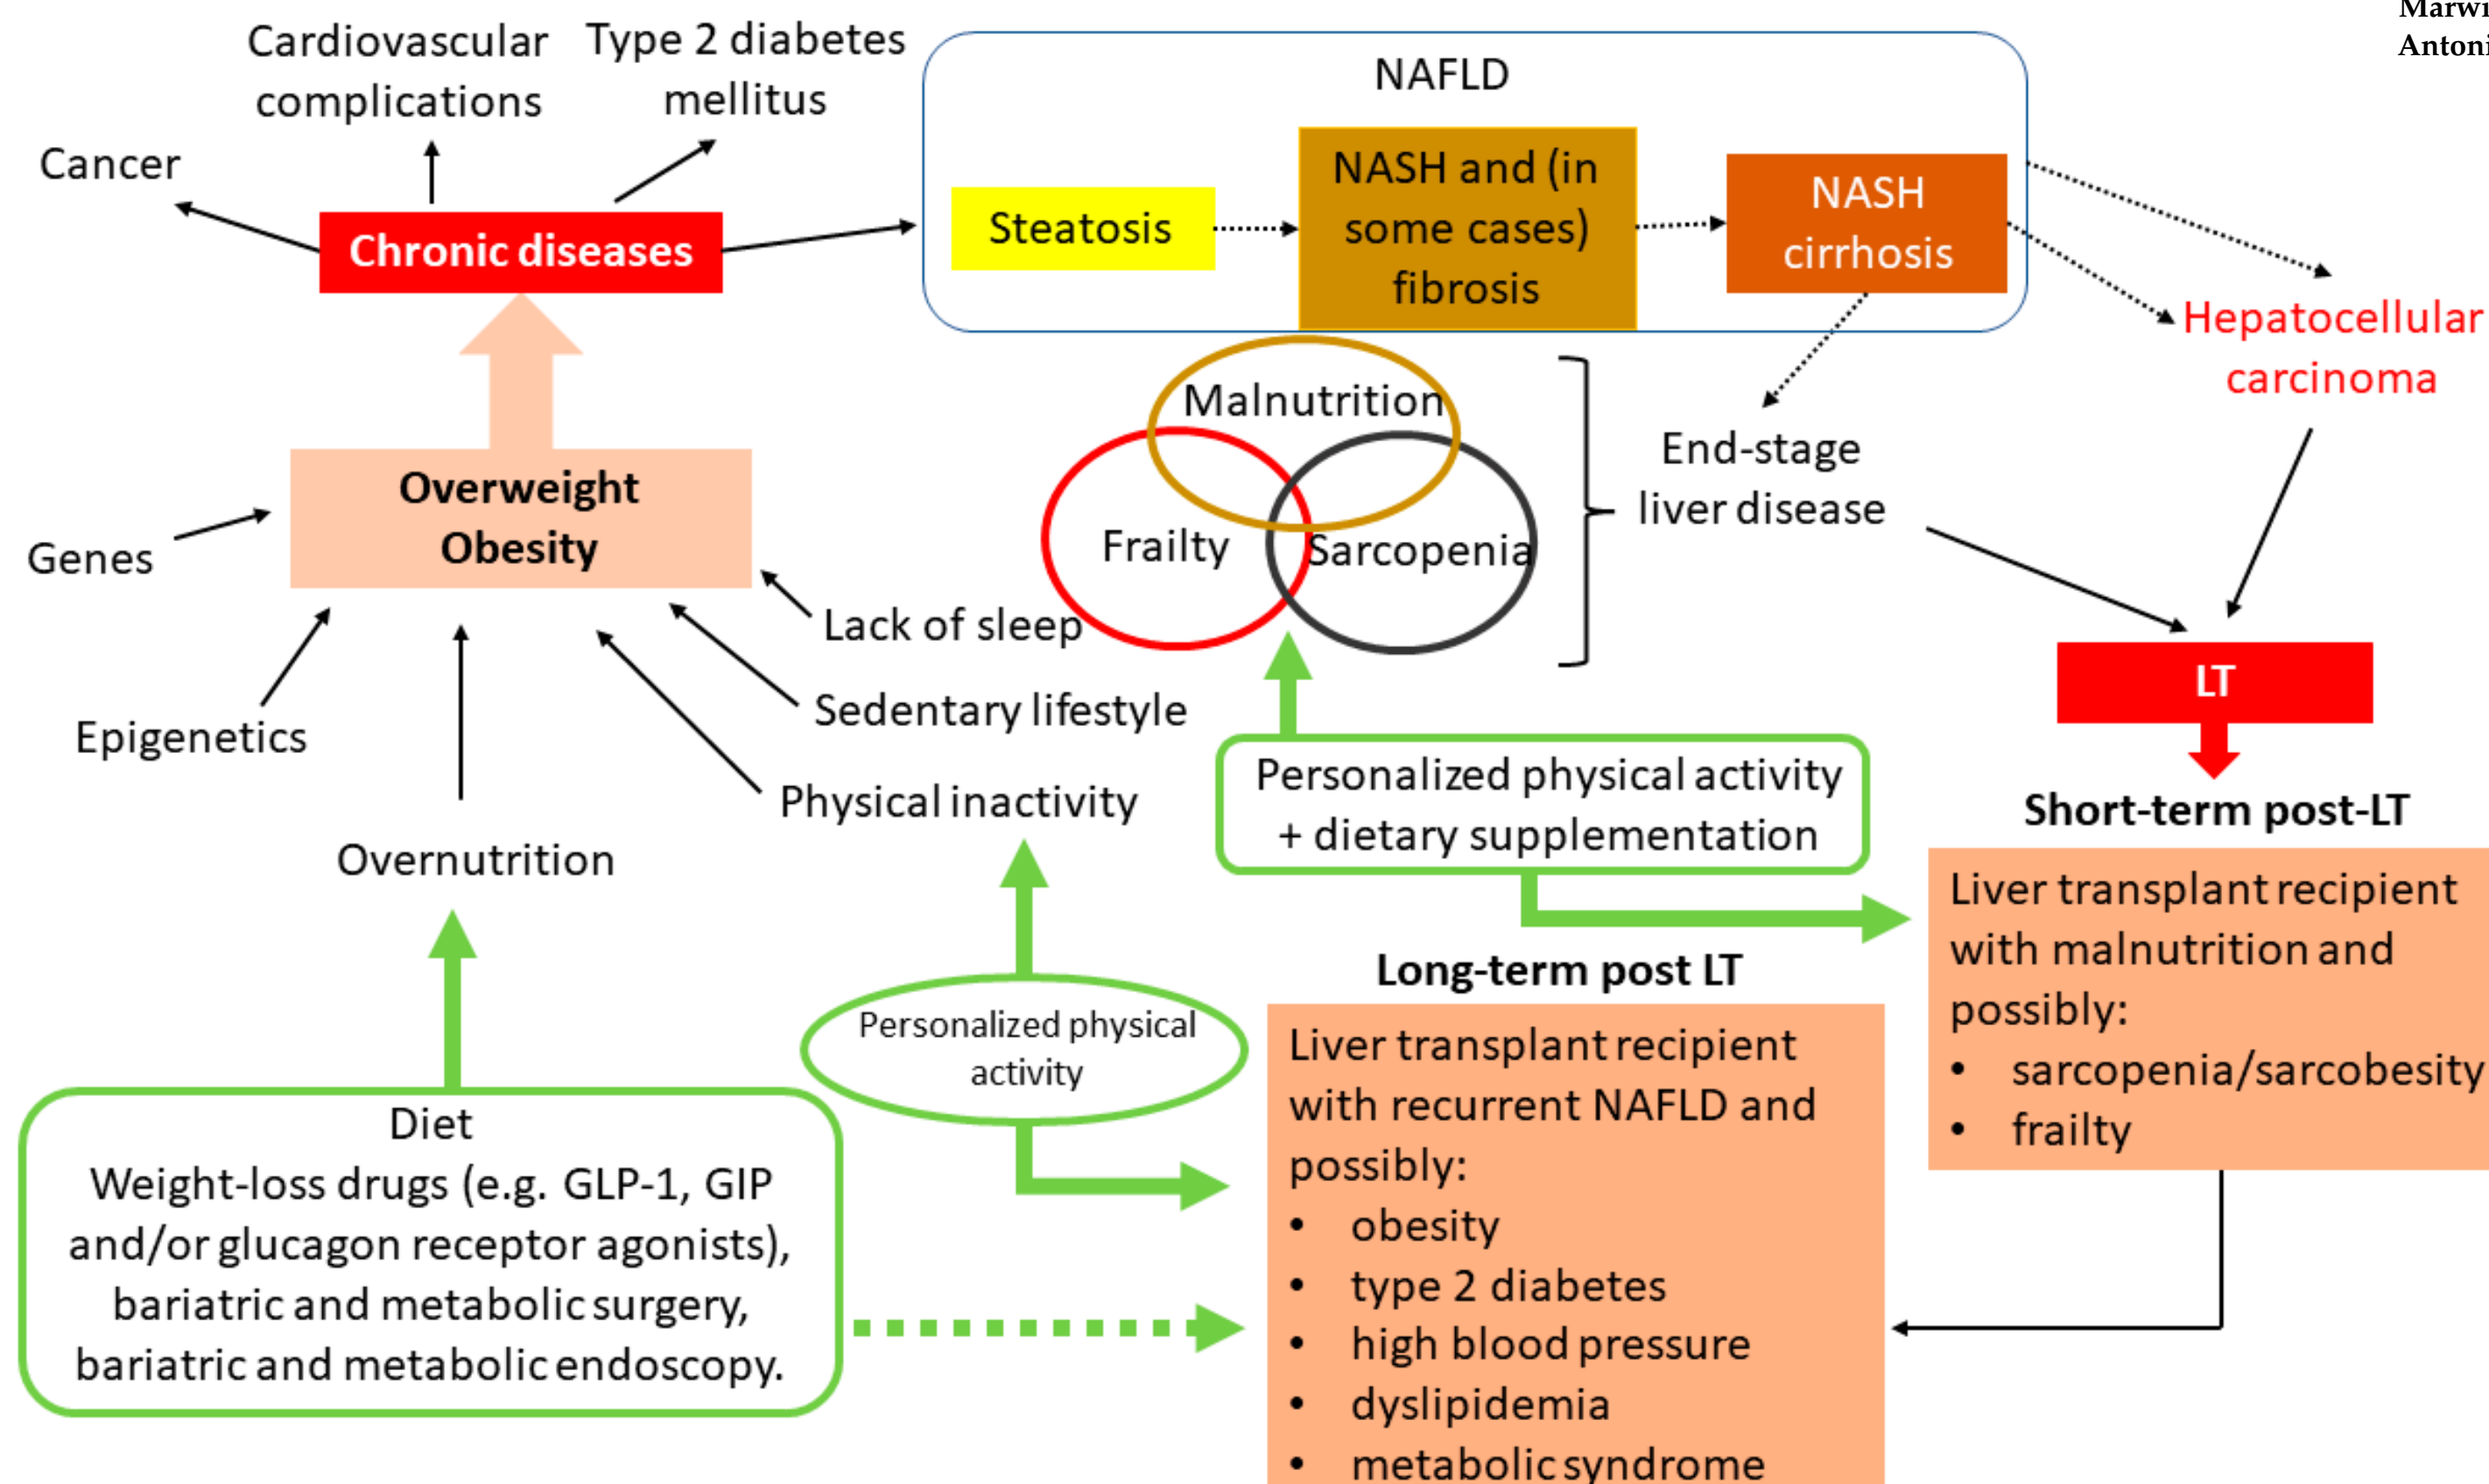 Marwi
Antoni
Cardiovascular
complications
Type 2 diabetes
mellitus
Cancer
Chronic diseases
NAFLD
Steatosis
NASH and (in
some cases)
fibrosis
NASH
cirrhosis
Hepatocellular
carcinoma
Malnutrition
Frailty
Sarcopenia
End-stage
liver disease
Overweight
Obesity
Genes
Epigenetics
Overnutrition
Lack of sleep
Sedentary lifestyle
Physical inactivity
LT
Personalized physical activity
+ dietary supplementation
Short-term post-LT
Liver transplant recipient
with malnutrition and
possibly:
• sarcopenia/sarcobesity
• frailty
Personalized physical
activity
Long-term post LT
Liver transplant recipient
with recurrent NAFLD and
possibly:
• obesity
• type 2 diabetes
• high blood pressure
• dyslipidemia
• metabolic syndrome
Diet
Weight-loss drugs (e.g. GLP-1, GIP
and/or glucagon receptor agonists),
bariatric and metabolic surgery,
bariatric and metabolic endoscopy.